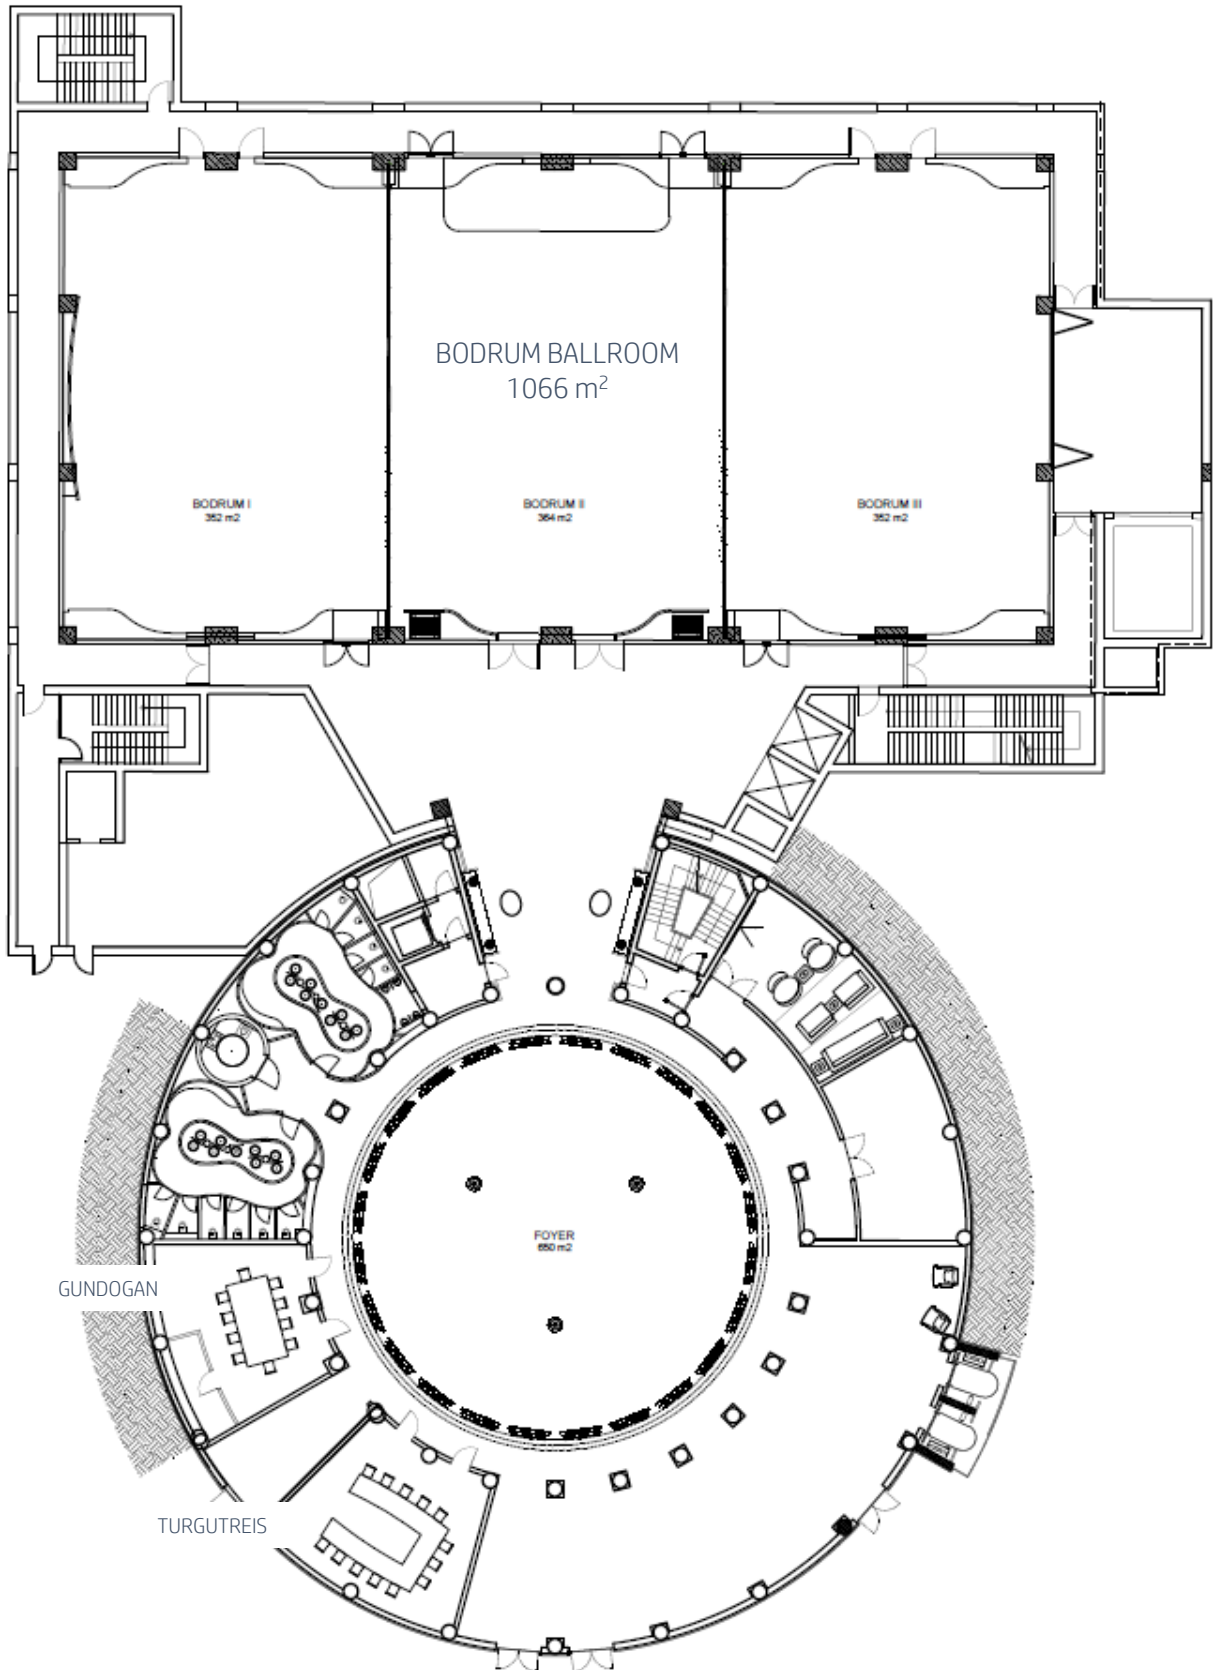 BODRUM BALLROOM
1066 m²
BODRUM I
352 m2
BODRUM II
364 m2
BODRUM III
352 m2
FOYER
650 m2
GUNDOGAN
TURGUTREIS